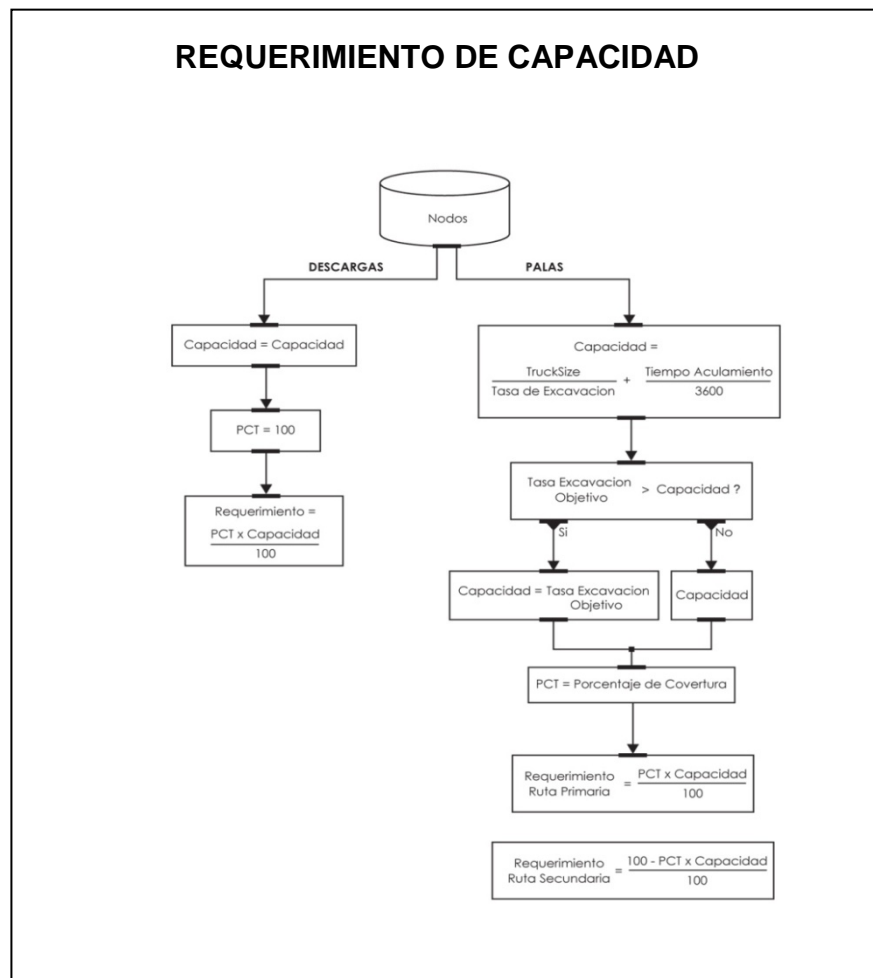 REQUERIMIENTO DE CAPACIDAD
Nodos
DESCARGAS
PALAS
Capacidad = Capacidad
PCT = 100
Requerimiento =
PCT x Capacidad
100
Capacidad =
TruckSize
Tasa de Excavacion
+
Tiempo Aculamiento
3600
Tasa Excavacion
Objetivo
> Capacidad ?
Si
No
Capacidad = Tasa Excavacion
Objetivo
Capacidad
PCT = Porcentaje de Covertura
Requerimiento
Ruta Primaria
=
PCT x Capacidad
100
Requerimiento
Ruta Secundaria
=
100 - PCT x Capacidad
100